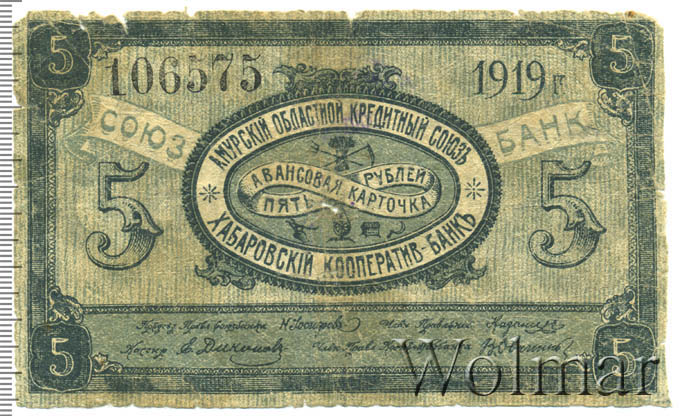 5 5
106575 1919 г.
СОЮЗ БАНК
АМУРСКІЙ ОБЛАСТНОЙ КРЕДИТНЫЙ СОЮЗЪ
АВАНСОВАЯ КАРТОЧКА
ПЯТЬ РУБЛЕЙ
5 5
ХАБАРОВСКІЙ КООПЕРАТИВ-БАНКЪ
Кассир
5 5
Wolmar